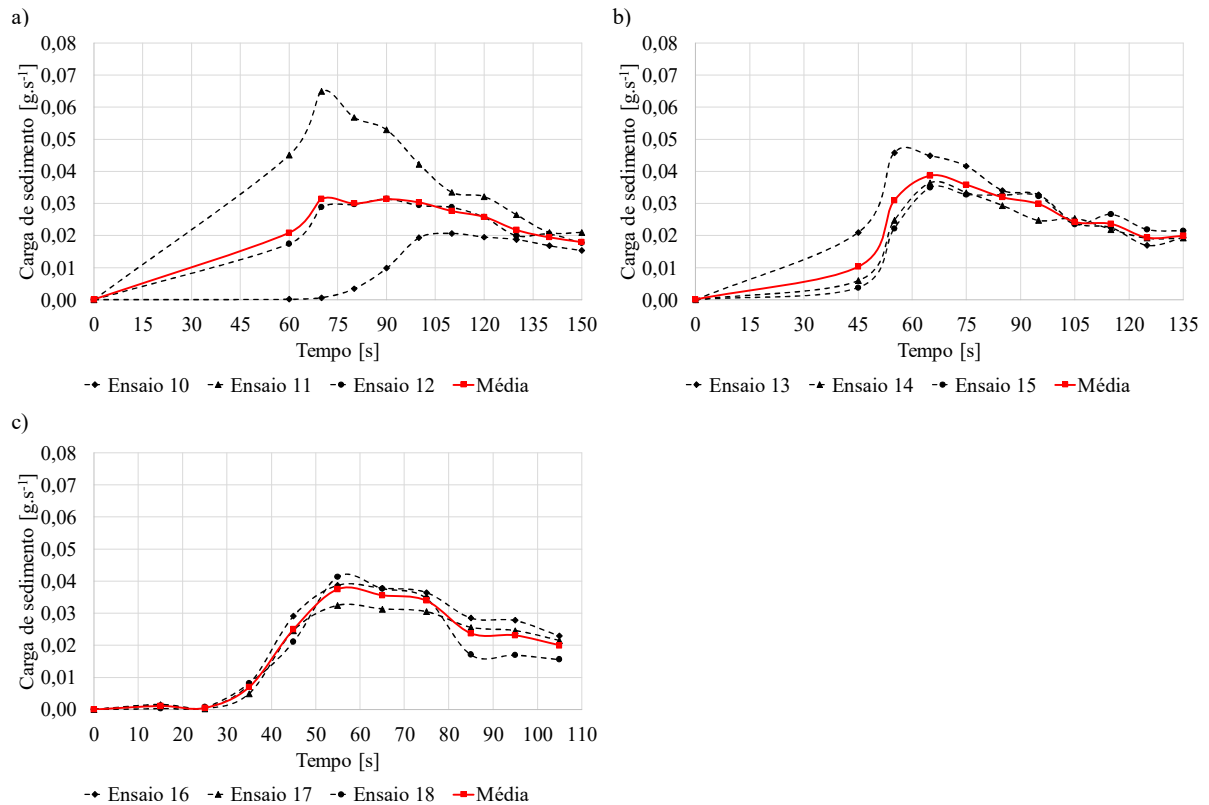 a)
Carga de sedimento [g.s⁻¹]
0,08
0,07
0,06
0,05
0,04
0,03
0,02
0,01
0,00
0 15 30 45 60 75 90 105 120 135 150
Tempo [s]
Ensaio 10 Ensaio 11 Ensaio 12 Média
b)
Carga de sedimento [g.s⁻¹]
0,08
0,07
0,06
0,05
0,04
0,03
0,02
0,01
0,00
0 15 30 45 60 75 90 105 120 135
Tempo [s]
Ensaio 13 Ensaio 14 Ensaio 15 Média
c)
Carga de sedimento [g.s⁻¹]
0,08
0,07
0,06
0,05
0,04
0,03
0,02
0,01
0,00
0 10 20 30 40 50 60 70 80 90 100 110
Tempo [s]
Ensaio 16 Ensaio 17 Ensaio 18 Média